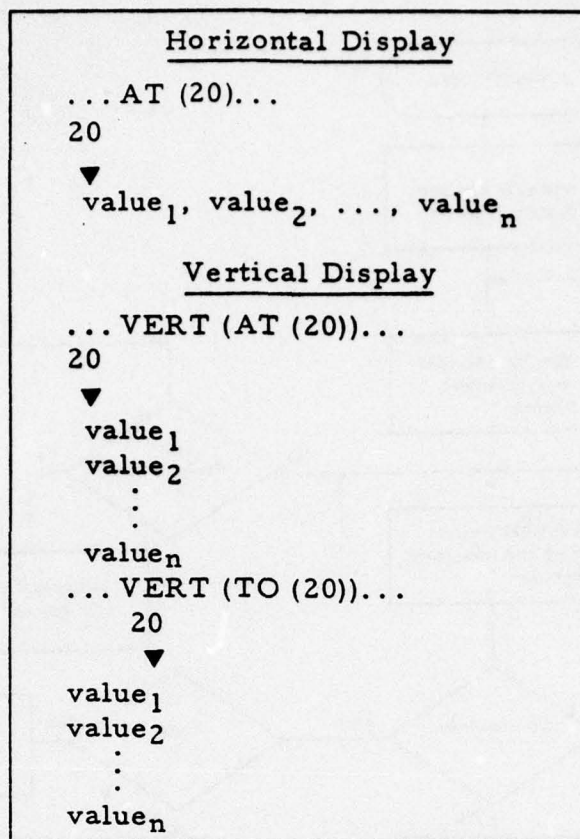 Horizontal Display
...AT (20)...
20
▼
value₁, value₂, ..., valueₙ
Vertical Display
...VERT (AT (20))...
20
▼
value₁
value₂
.
.
.
valueₙ
...VERT (TO (20))...
20
▼
value₁
value₂
.
.
.
valueₙ